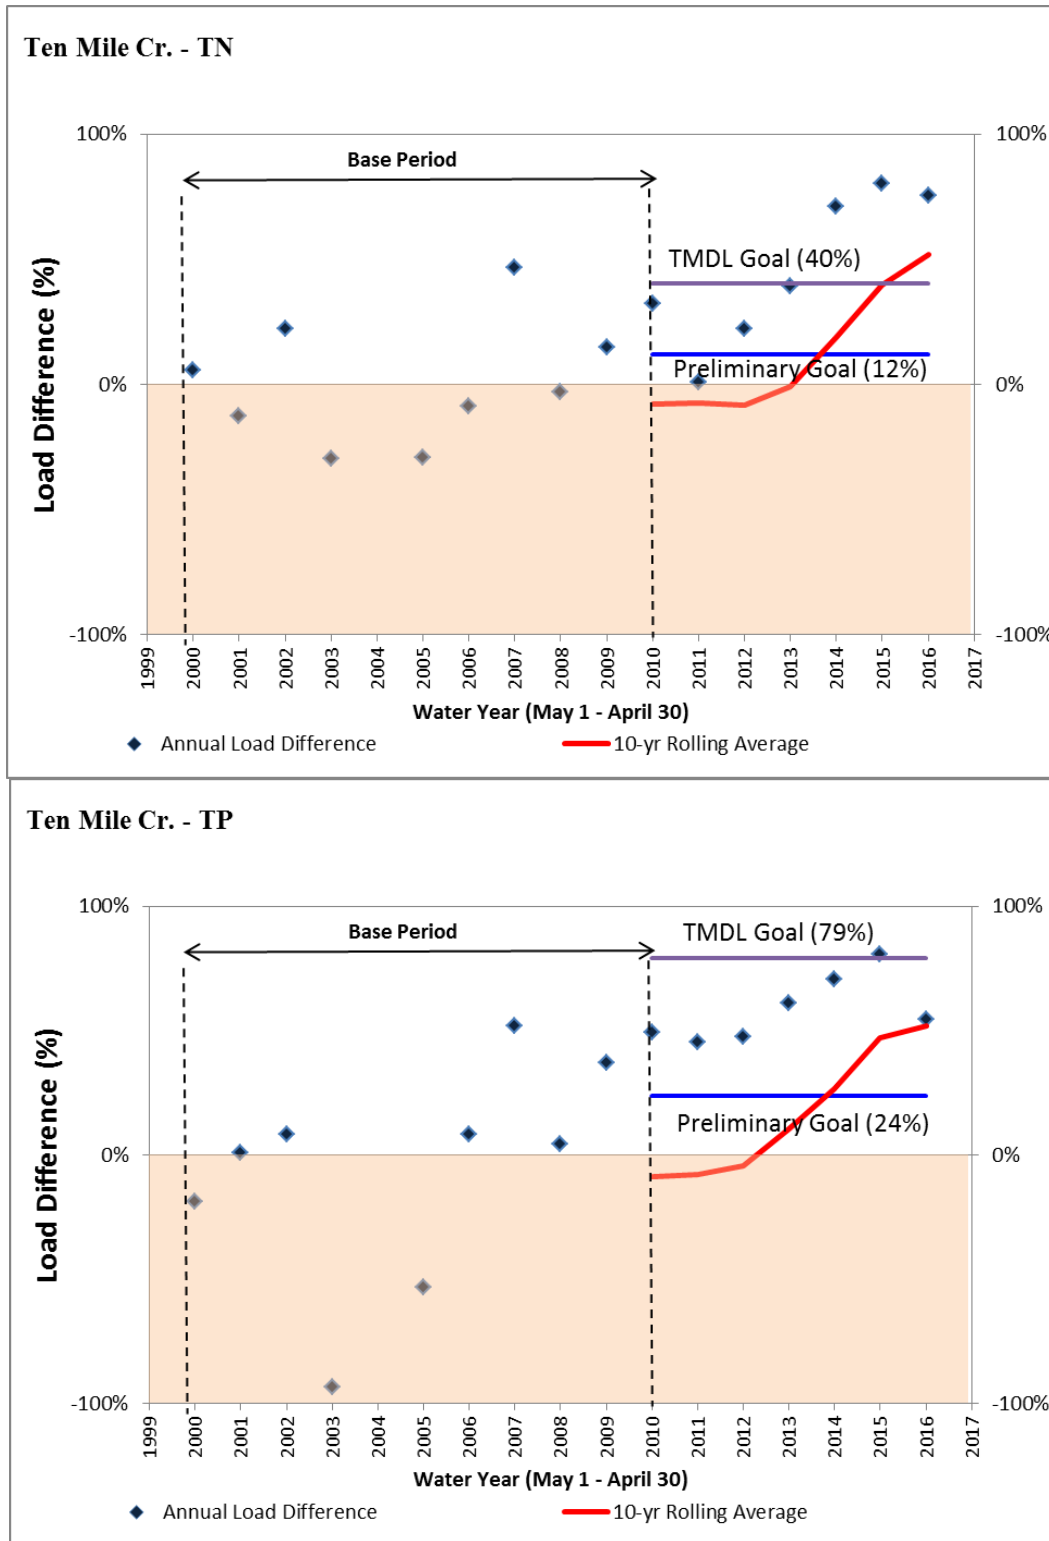 Ten Mile Cr. - TN
100%
100%
Base Period
TMDL Goal (40%)
Preliminary Goal (12%)
0%
0%
Load Difference (%)
-100%
-100%
1999 2000 2001 2002 2003 2004 2005 2006 2007 2008 2009 2010 2011 2012 2013 2014 2015 2016 2017
Water Year (May 1 - April 30)
Annual Load Difference 10-yr Rolling Average
Ten Mile Cr. - TP
100%
100%
Base Period
TMDL Goal (79%)
Preliminary Goal (24%)
0%
0%
Load Difference (%)
-100%
-100%
1999 2000 2001 2002 2003 2004 2005 2006 2007 2008 2009 2010 2011 2012 2013 2014 2015 2016 2017
Water Year (May 1 - April 30)
Annual Load Difference 10-yr Rolling Average